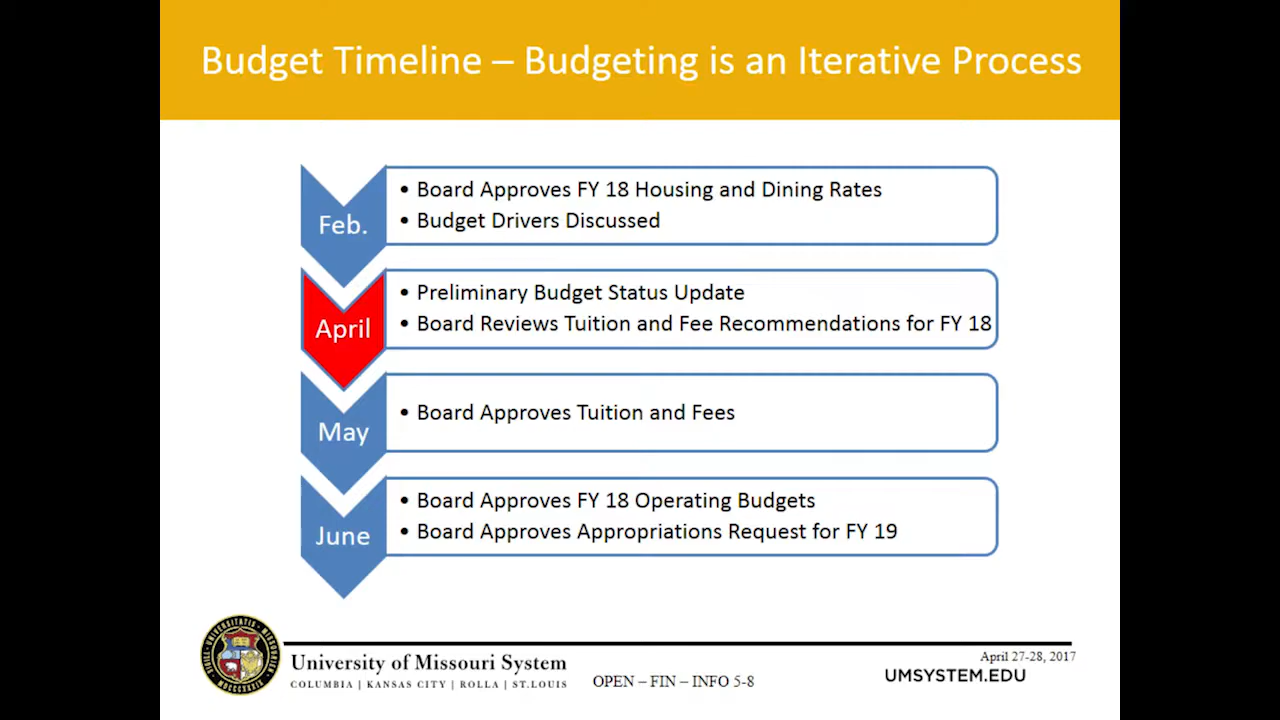 Budget Timeline – Budgeting is an Iterative Process
Feb.
• Board Approves FY 18 Housing and Dining Rates
• Budget Drivers Discussed
April
• Preliminary Budget Status Update
• Board Reviews Tuition and Fee Recommendations for FY 18
May
• Board Approves Tuition and Fees
June
• Board Approves FY 18 Operating Budgets
• Board Approves Appropriations Request for FY 19
University of Missouri System
COLUMBIA | KANSAS CITY | ROLLA | ST.LOUIS
OPEN – FIN – INFO 5-8
April 27-28, 2017
UMSYSTEM.EDU